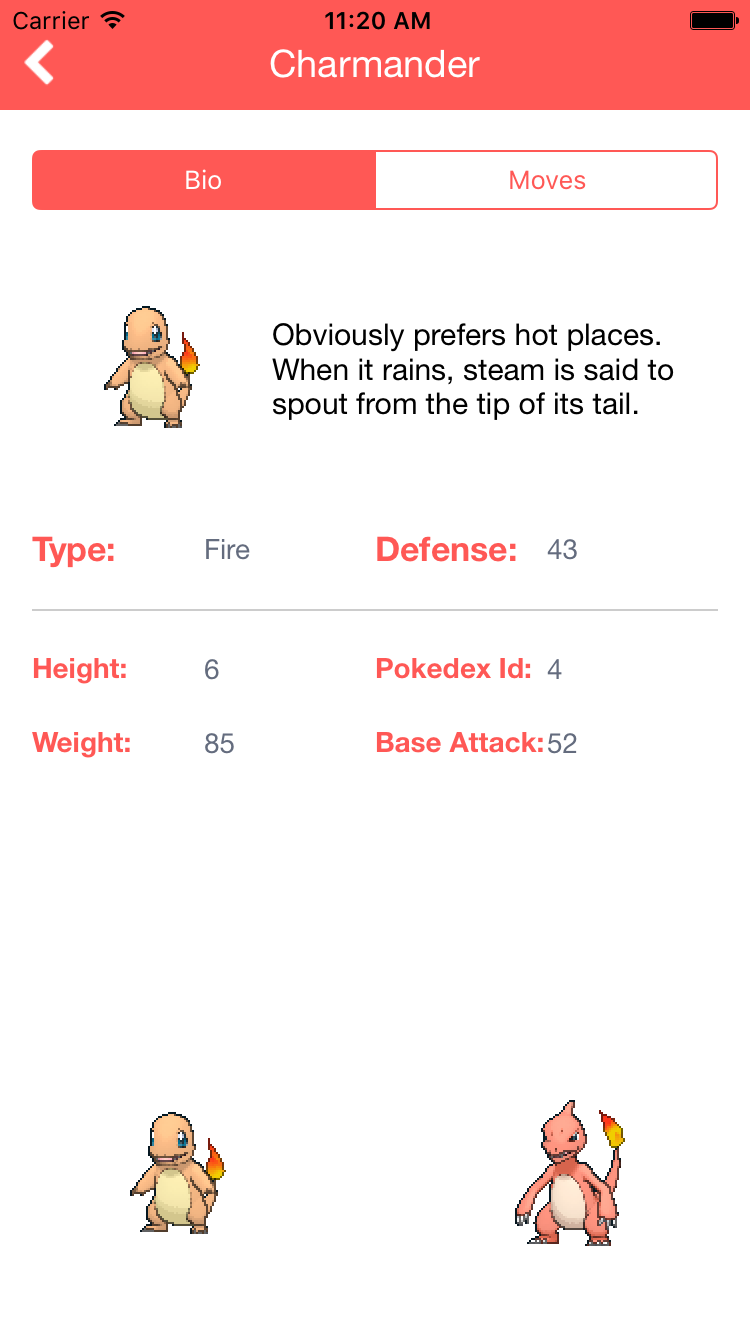 Carrier 11:20 AM
Charmander
Bio Moves
Obviously prefers hot places.
When it rains, steam is said to
spout from the tip of its tail.
Type: Fire Defense: 43
Height: 6 Pokedex Id: 4
Weight: 85 Base Attack: 52